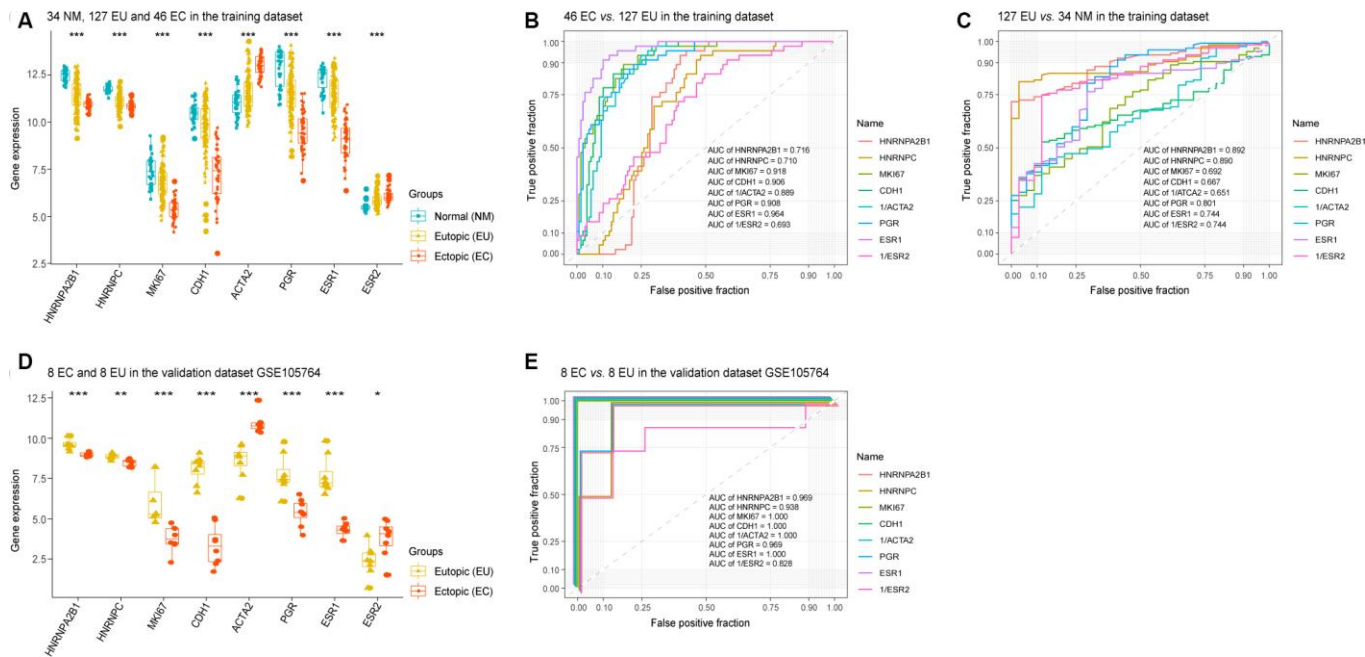 A
34 NM, 127 EU and 46 EC in the training dataset
*** *** *** *** *** *** *** ***
Gene expression
12.5
10.0
7.5
5.0
2.5
HNRNPA2B1
HNRNPC
MKI67
CDH1
ACTA2
PGR
ESR1
ESR2
Groups
Normal (NM)
Eutopic (EU)
Ectopic (EC)
B
46 EC vs. 127 EU in the training dataset
True positive fraction
1.00
0.90
0.75
0.50
0.25
0.10
0.00
AUC of HNRNPA2B1 = 0.716
AUC of HNRNPC = 0.710
AUC of MKI67 = 0.918
AUC of CDH1 = 0.906
AUC of 1/ACTA2 = 0.889
AUC of PGR = 0.908
AUC of ESR1 = 0.964
AUC of 1/ESR2 = 0.693
0.00 0.10 0.25 0.50 0.75 0.90 1.00
False positive fraction
Name
HNRNPA2B1
HNRNPC
MKI67
CDH1
1/ACTA2
PGR
ESR1
1/ESR2
C
127 EU vs. 34 NM in the training dataset
True positive fraction
1.00
0.90
0.75
0.50
0.25
0.10
0.00
AUC of HNRNPA2B1 = 0.892
AUC of HNRNPC = 0.890
AUC of MKI67 = 0.692
AUC of CDH1 = 0.667
AUC of 1/ATCA2 = 0.651
AUC of PGR = 0.801
AUC of ESR1 = 0.744
AUC of 1/ESR2 = 0.744
0.00 0.10 0.25 0.50 0.75 0.90 1.00
False positive fraction
Name
HNRNPA2B1
HNRNPC
MKI67
CDH1
1/ACTA2
PGR
ESR1
1/ESR2
D
8 EC and 8 EU in the validation dataset GSE105764
*** ** *** *** *** *** *** *
Gene expression
12.5
10.0
7.5
5.0
2.5
HNRNPA2B1
HNRNPC
MKI67
CDH1
ACTA2
PGR
ESR1
ESR2
Groups
Eutopic (EU)
Ectopic (EC)
E
8 EC vs. 8 EU in the validation dataset GSE105764
True positive fraction
1.00
0.90
0.75
0.50
0.25
0.10
0.00
AUC of HNRNPA2B1 = 0.969
AUC of HNRNPC = 0.938
AUC of MKI67 = 1.000
AUC of CDH1 = 1.000
AUC of 1/ACTA2 = 1.000
AUC of PGR = 0.969
AUC of ESR1 = 1.000
AUC of 1/ESR2 = 0.828
0.00 0.10 0.25 0.50 0.75 0.90 1.00
False positive fraction
Name
HNRNPA2B1
HNRNPC
MKI67
CDH1
1/ACTA2
PGR
ESR1
1/ESR2